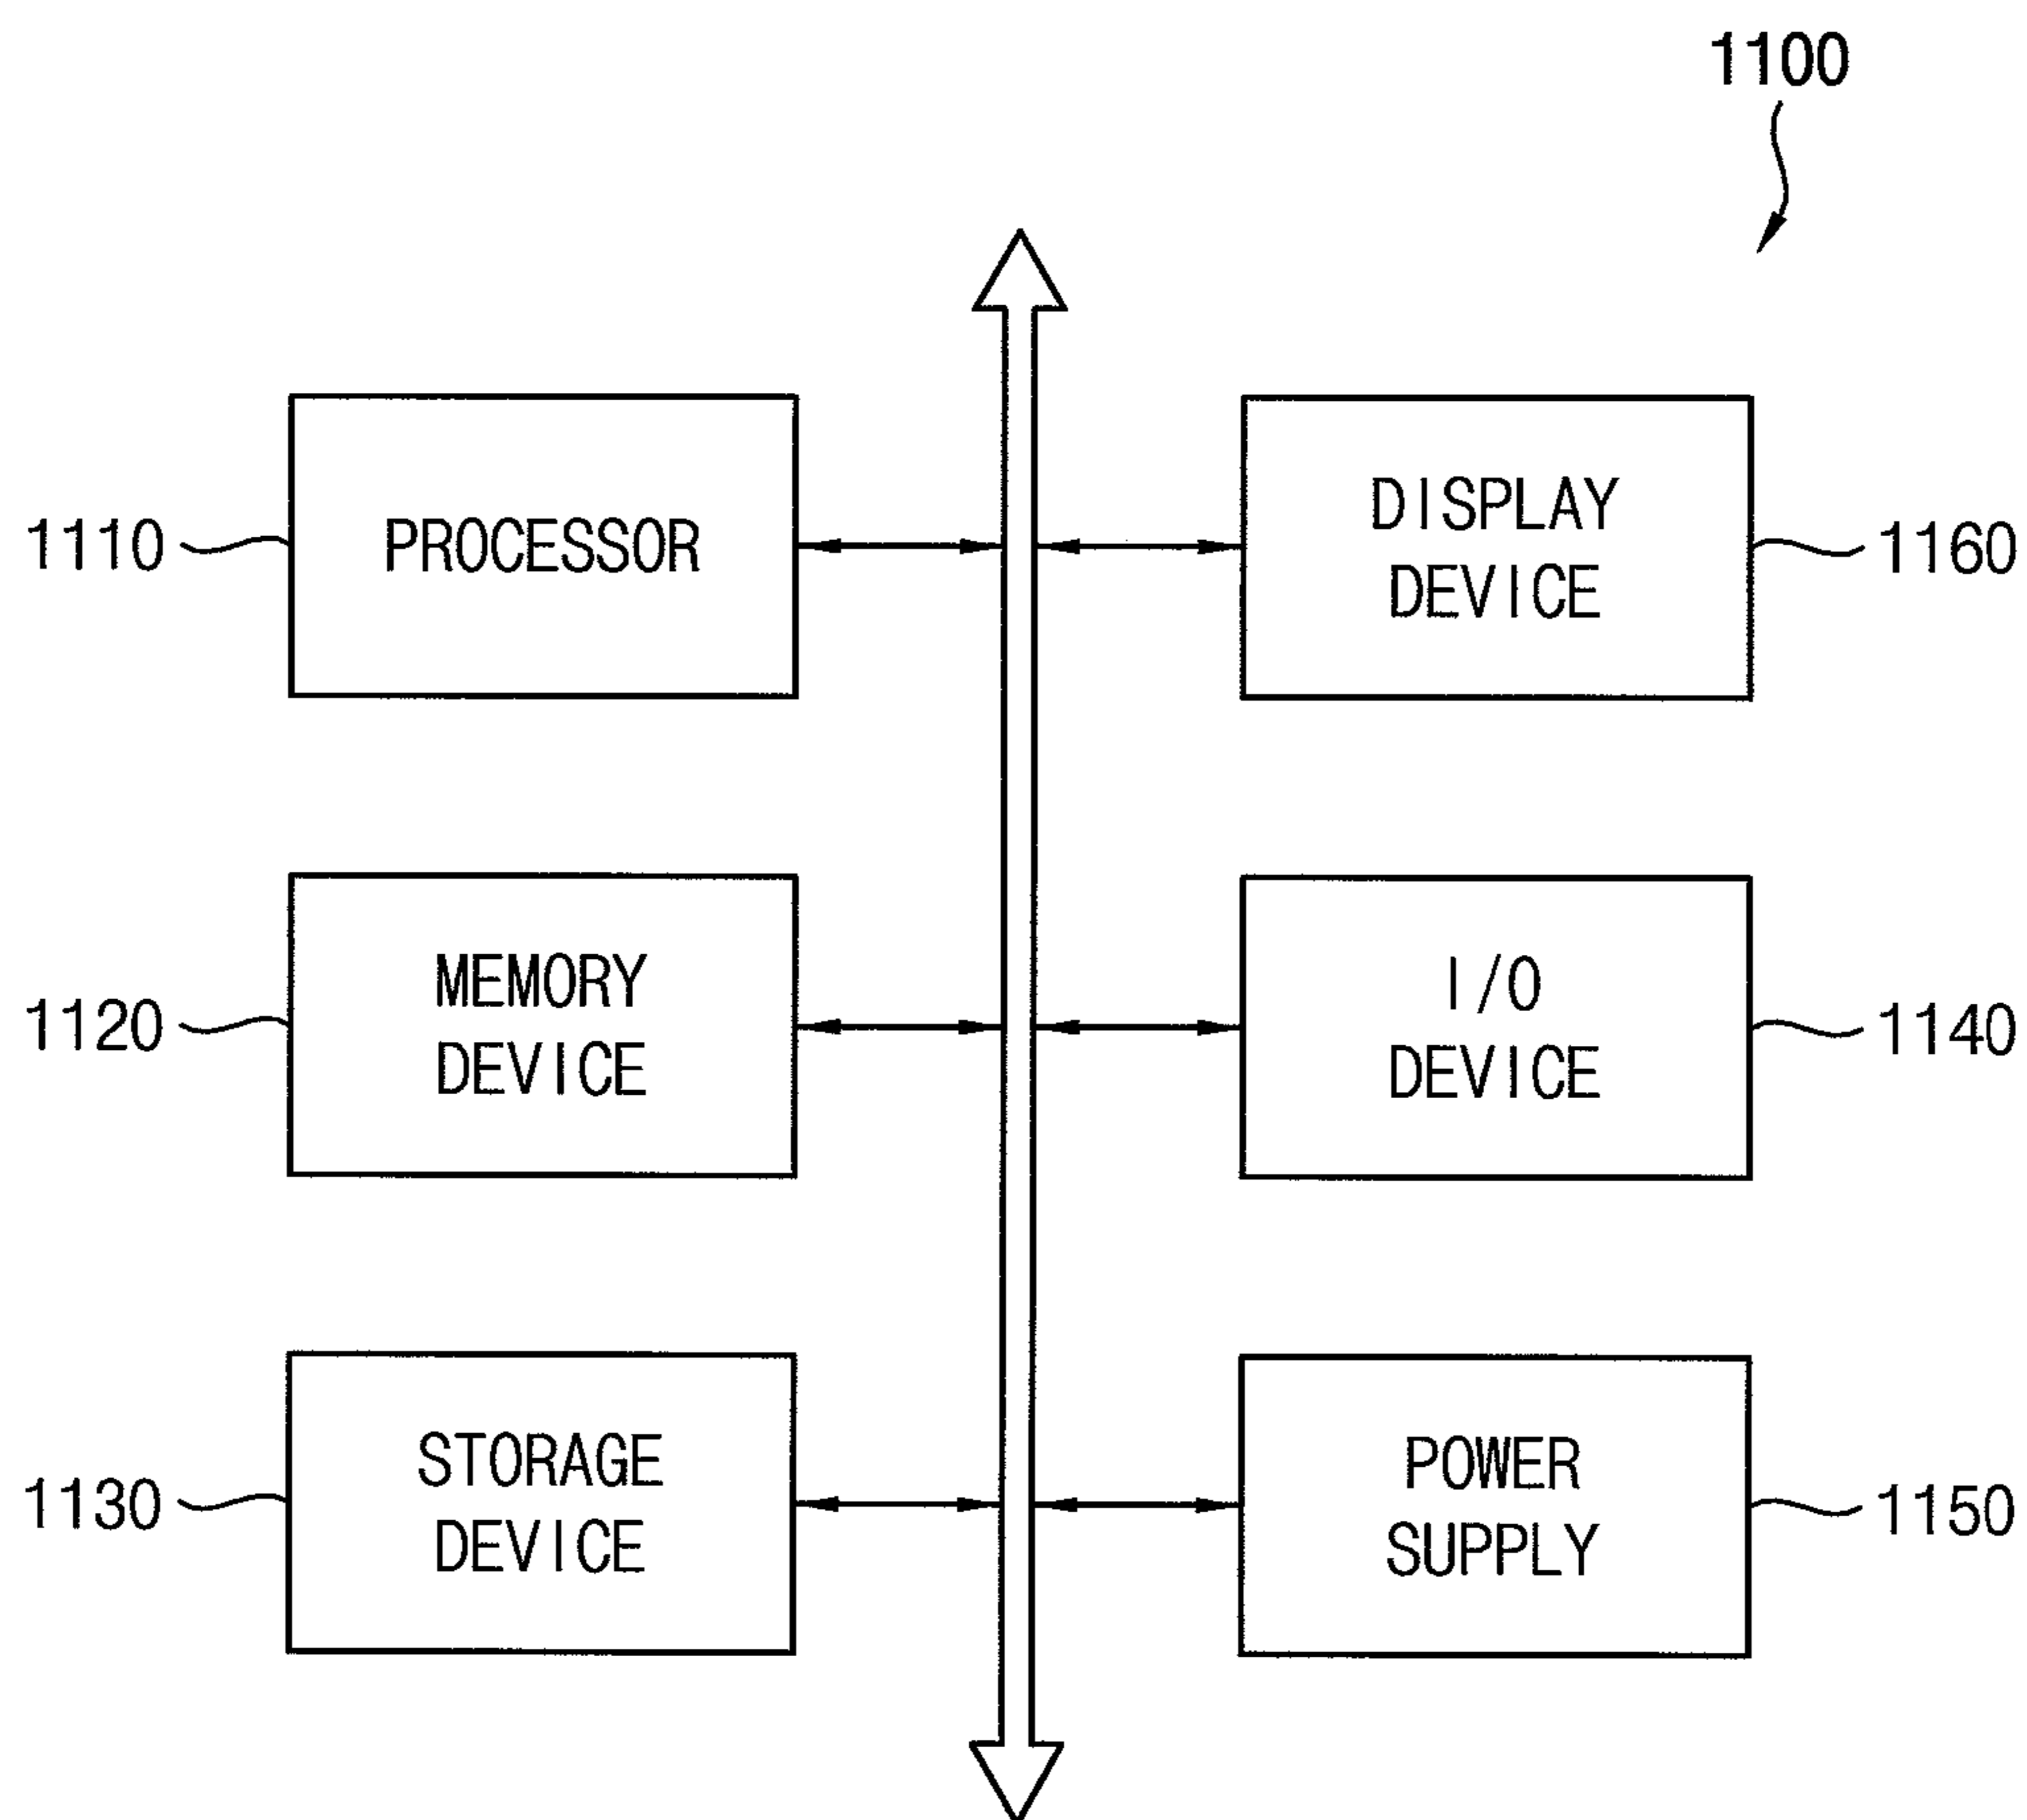 1100
1110
PROCESSOR
DISPLAY
DEVICE
1160
1120
MEMORY
DEVICE
I/O
DEVICE
1140
1130
STORAGE
DEVICE
POWER
SUPPLY
1150